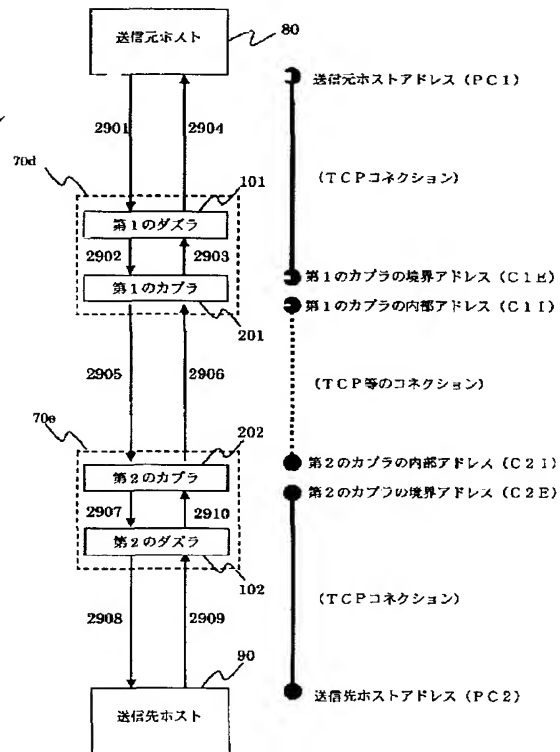 送信元ホスト
80
送信元ホストアドレス（PC1）
2901
2904
70d
101
(TCPコネクション)
第1のダズラ
2902
2903
第1のカプラ
第1のカプラの境界アドレス（C1E）
第1のカプラの内部アドレス（C1I）
201
2905
2906
(TCP等のコネクション)
70e
202
第2のカプラ
第2のカプラの内部アドレス（C2I）
第2のカプラの境界アドレス（C2E）
2907
2910
第2のダズラ
102
(TCPコネクション)
2908
2909
90
送信先ホスト
送信先ホストアドレス（PC2）